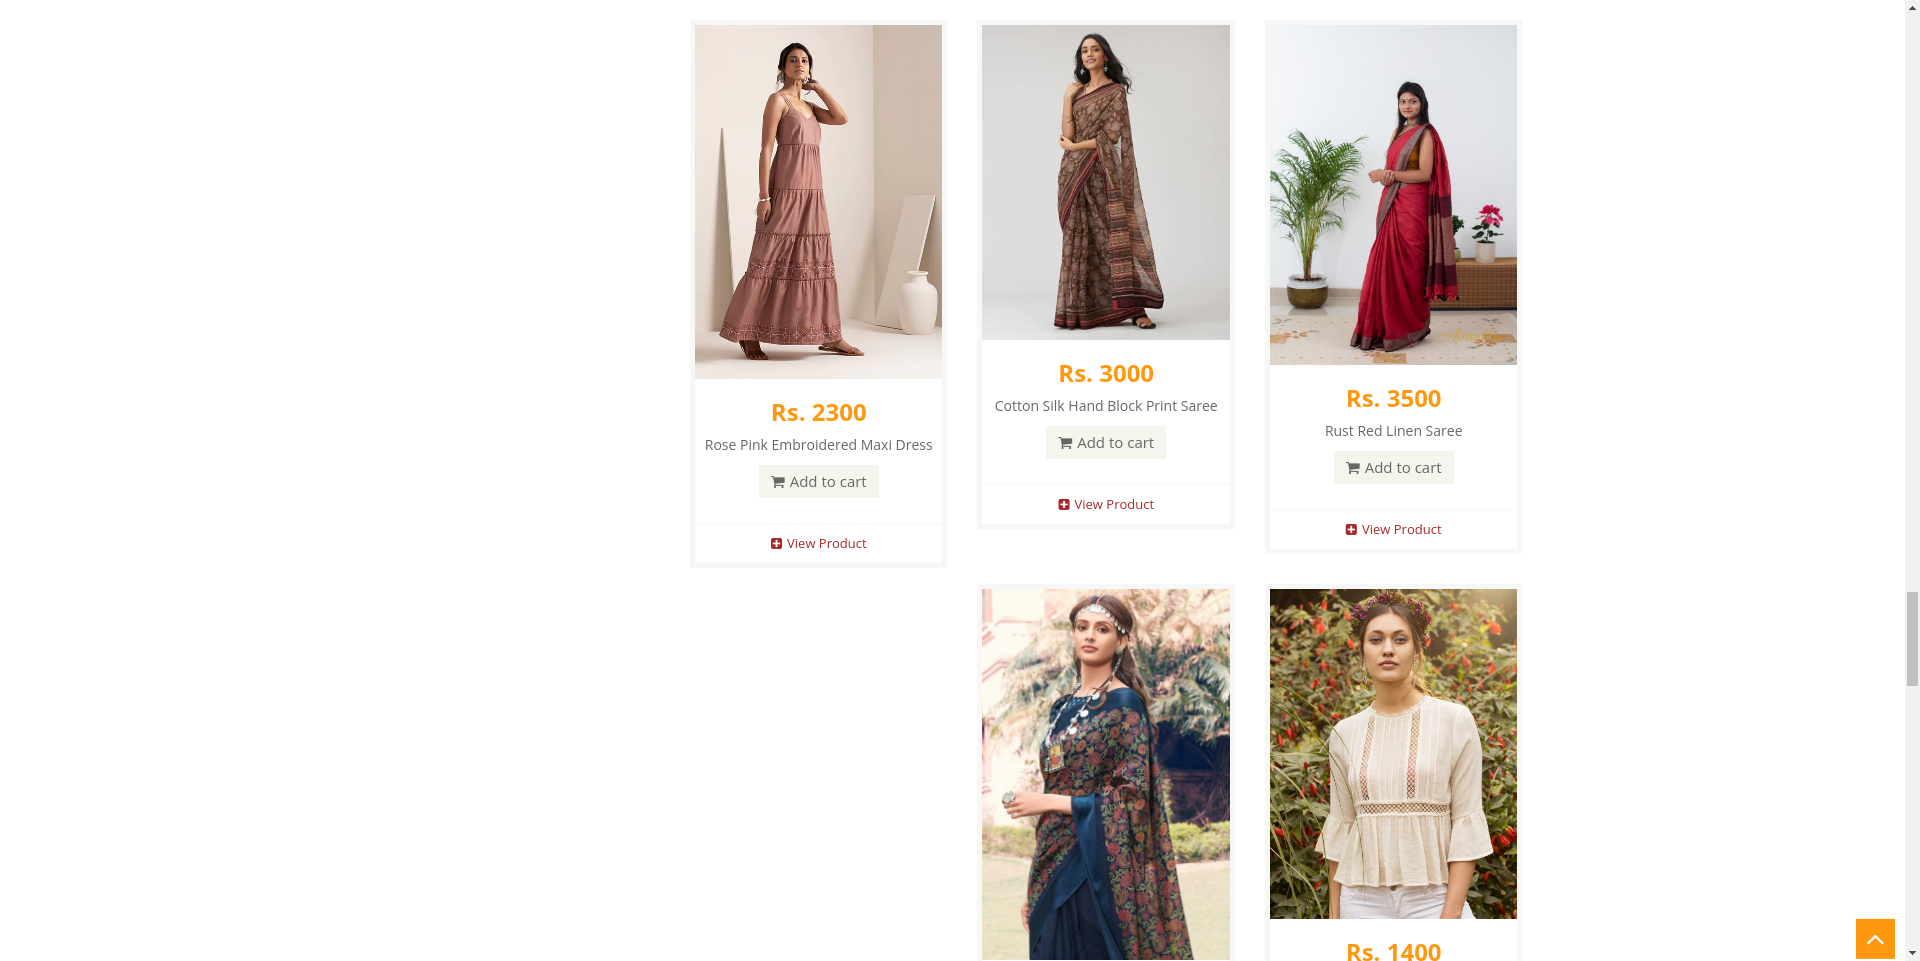 Rs. 2300
Rose Pink Embroidered Maxi Dress
Add to cart
View Product
Rs. 3000
Cotton Silk Hand Block Print Saree
Add to cart
View Product
Rs. 3500
Rust Red Linen Saree
Add to cart
View Product
Rs. 1400